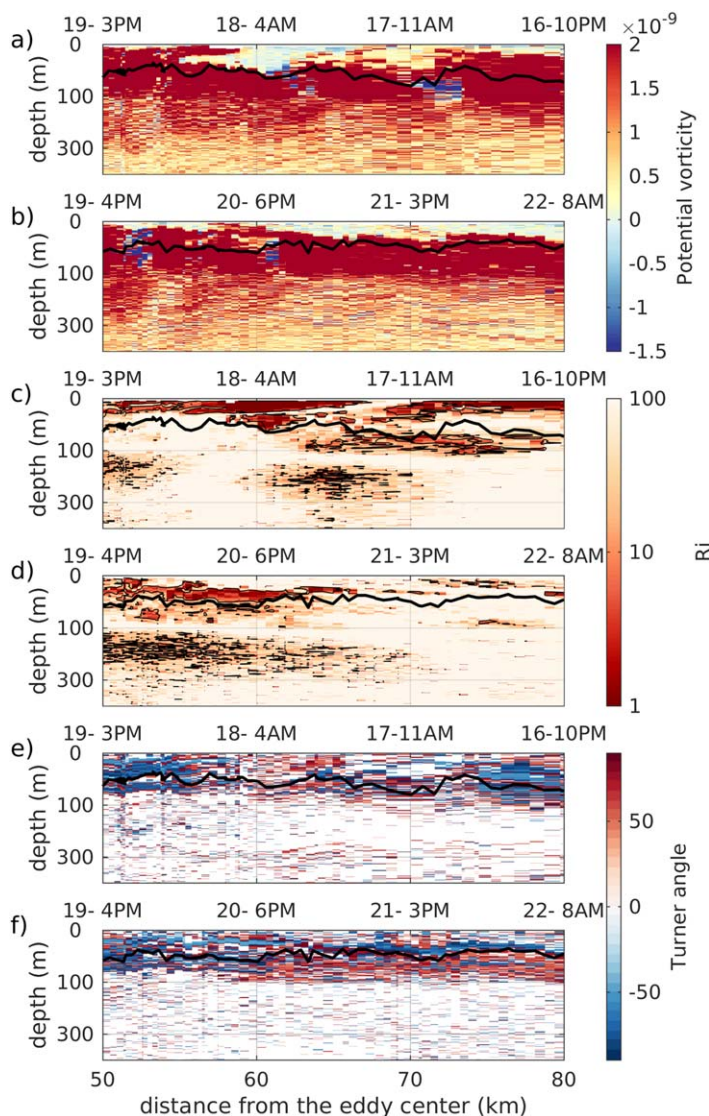 19- 3PM 18- 4AM 17-11AM 16-10PM
×10⁻⁹
a)
0
100
300
depth (m)
2
1.5
1
0.5
0
-0.5
-1
-1.5
Potential vorticity
19- 4PM 20- 6PM 21- 3PM 22- 8AM
b)
0
100
300
depth (m)
19- 3PM 18- 4AM 17-11AM 16-10PM
c)
0
100
300
depth (m)
100
10
1
Ri
19- 4PM 20- 6PM 21- 3PM 22- 8AM
d)
0
100
300
depth (m)
19- 3PM 18- 4AM 17-11AM 16-10PM
e)
0
100
300
depth (m)
50
0
-50
Turner angle
19- 4PM 20- 6PM 21- 3PM 22- 8AM
f)
0
100
300
depth (m)
50 60 70 80
distance from the eddy center (km)